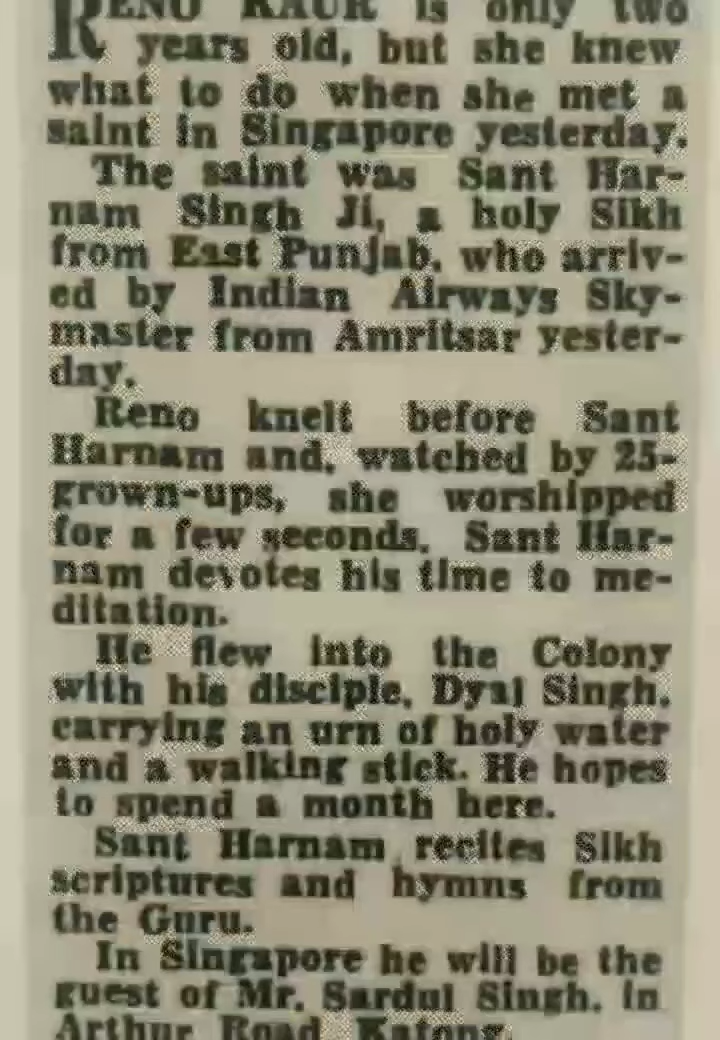 RENO KAUR is only two
years old, but she knew
what to do when she met a
saint in Singapore yesterday.
The saint was Sant Har-
nam Singh Ji, a holy Sikh
from East Punjab, who arriv-
ed by Indian Airways Sky-
master from Amritsar yester-
day.
Reno knelt before Sant
Harnam and, watched by 25-
grown-ups, she worshipped
for a few seconds. Sant Har-
nam devotes his time to me-
ditation.
He flew into the Colony
with his disciple, Dyal Singh,
carrying an urn of holy water
and a walking stick. He hopes
to spend a month here.
Sant Harnam recites Sikh
scriptures and hymns from
the Guru.
In Singapore he will be the
guest of Mr. Sardul Singh, in
Arthur Road, Katong.